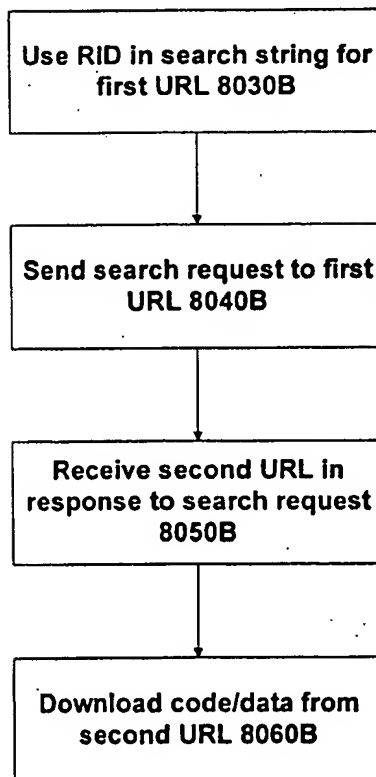 Use RID in search string for
first URL 8030B
Send search request to first
URL 8040B
Receive second URL in
response to search request
8050B
Download code/data from
second URL 8060B